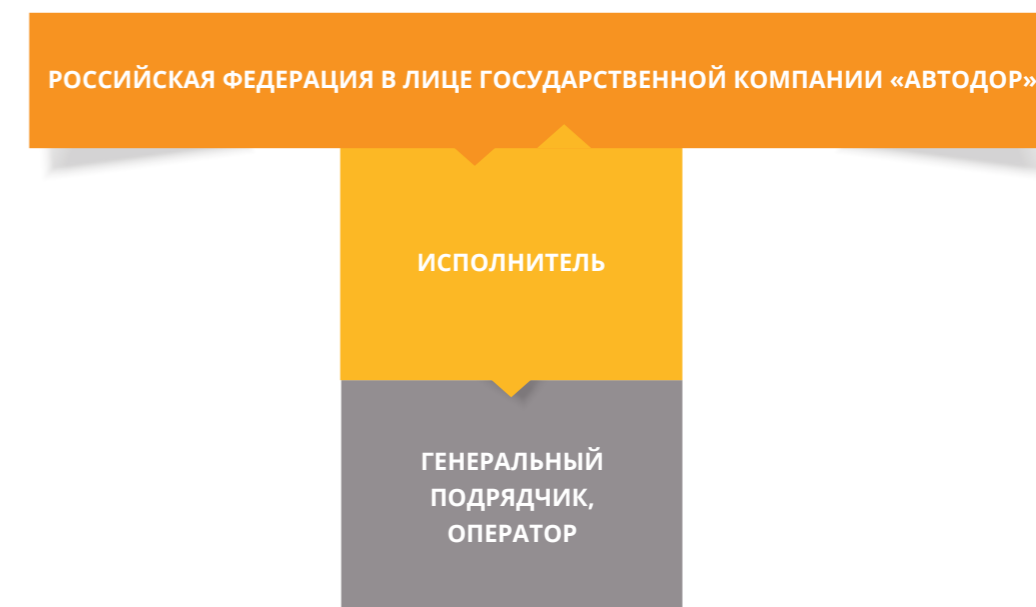 РОССИЙСКАЯ ФЕДЕРАЦИЯ В ЛИЦЕ ГОСУДАРСТВЕННОЙ КОМПАНИИ «АВТОДОР»
ИСПОЛНИТЕЛЬ
ГЕНЕРАЛЬНЫЙ
ПОДРЯДЧИК,
ОПЕРАТОР